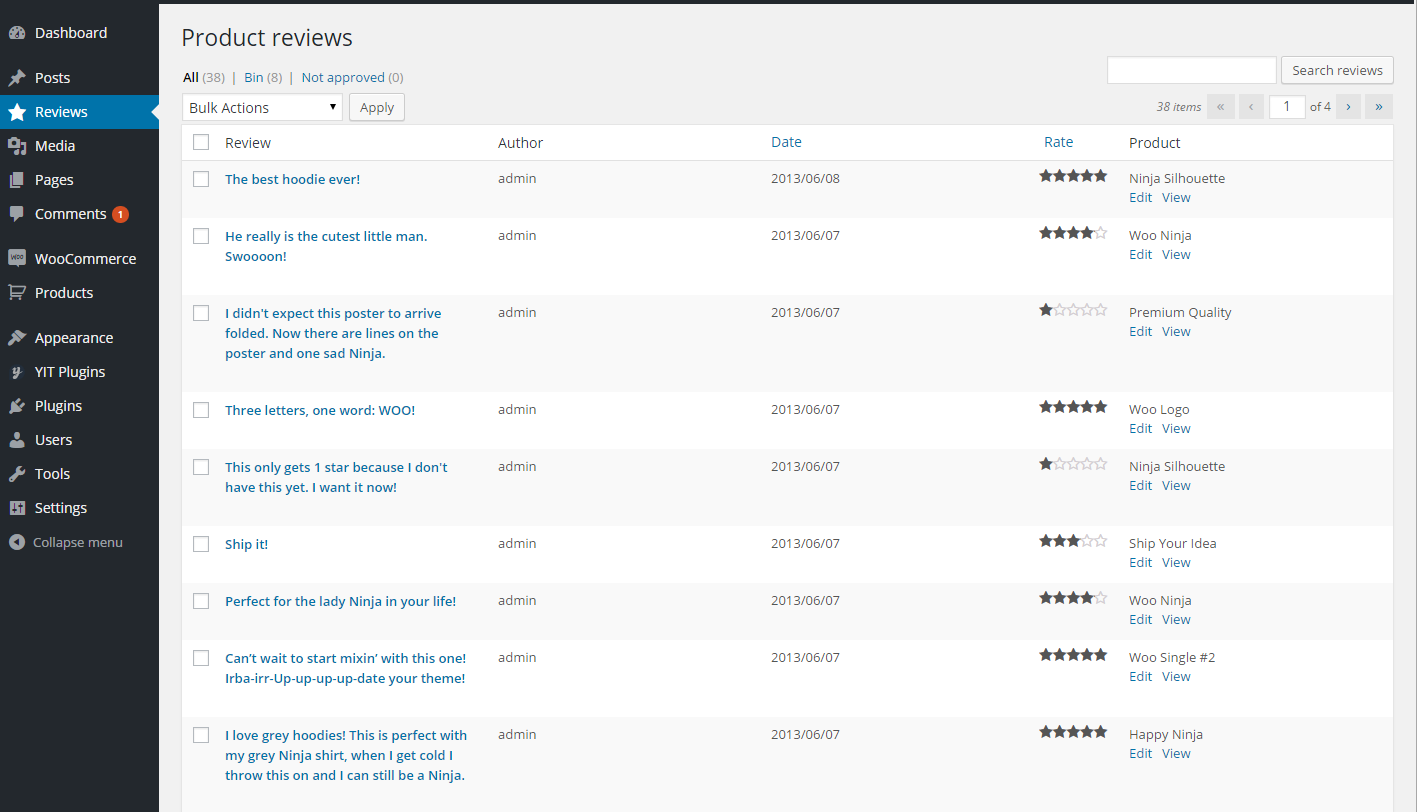 Dashboard
Posts
Reviews
Media
Pages
Comments 1
WooCommerce
Products
Appearance
YIT Plugins
Plugins
Users
Tools
Settings
Collapse menu
Product reviews
All (38) | Bin (8) | Not approved (0)
Search reviews
Bulk Actions Apply
38 items « ‹ 1 of 4 › »
Review Author Date Rate Product
The best hoodie ever! admin 2013/06/08 Ninja Silhouette
Edit View
He really is the cutest little man. admin 2013/06/07 Woo Ninja
Swoooon! Edit View
I didn't expect this poster to arrive admin 2013/06/07 Premium Quality
folded. Now there are lines on the Edit View
poster and one sad Ninja.
Three letters, one word: WOO! admin 2013/06/07 Woo Logo
Edit View
This only gets 1 star because I don't admin 2013/06/07 Ninja Silhouette
have this yet. I want it now! Edit View
Ship it! admin 2013/06/07 Ship Your Idea
Edit View
Perfect for the lady Ninja in your life! admin 2013/06/07 Woo Ninja
Edit View
Can’t wait to start mixin’ with this one! admin 2013/06/07 Woo Single #2
Irba-irr-Up-up-up-up-date your theme! Edit View
I love grey hoodies! This is perfect with admin 2013/06/07 Happy Ninja
my grey Ninja shirt, when I get cold I Edit View
throw this on and I can still be a Ninja.